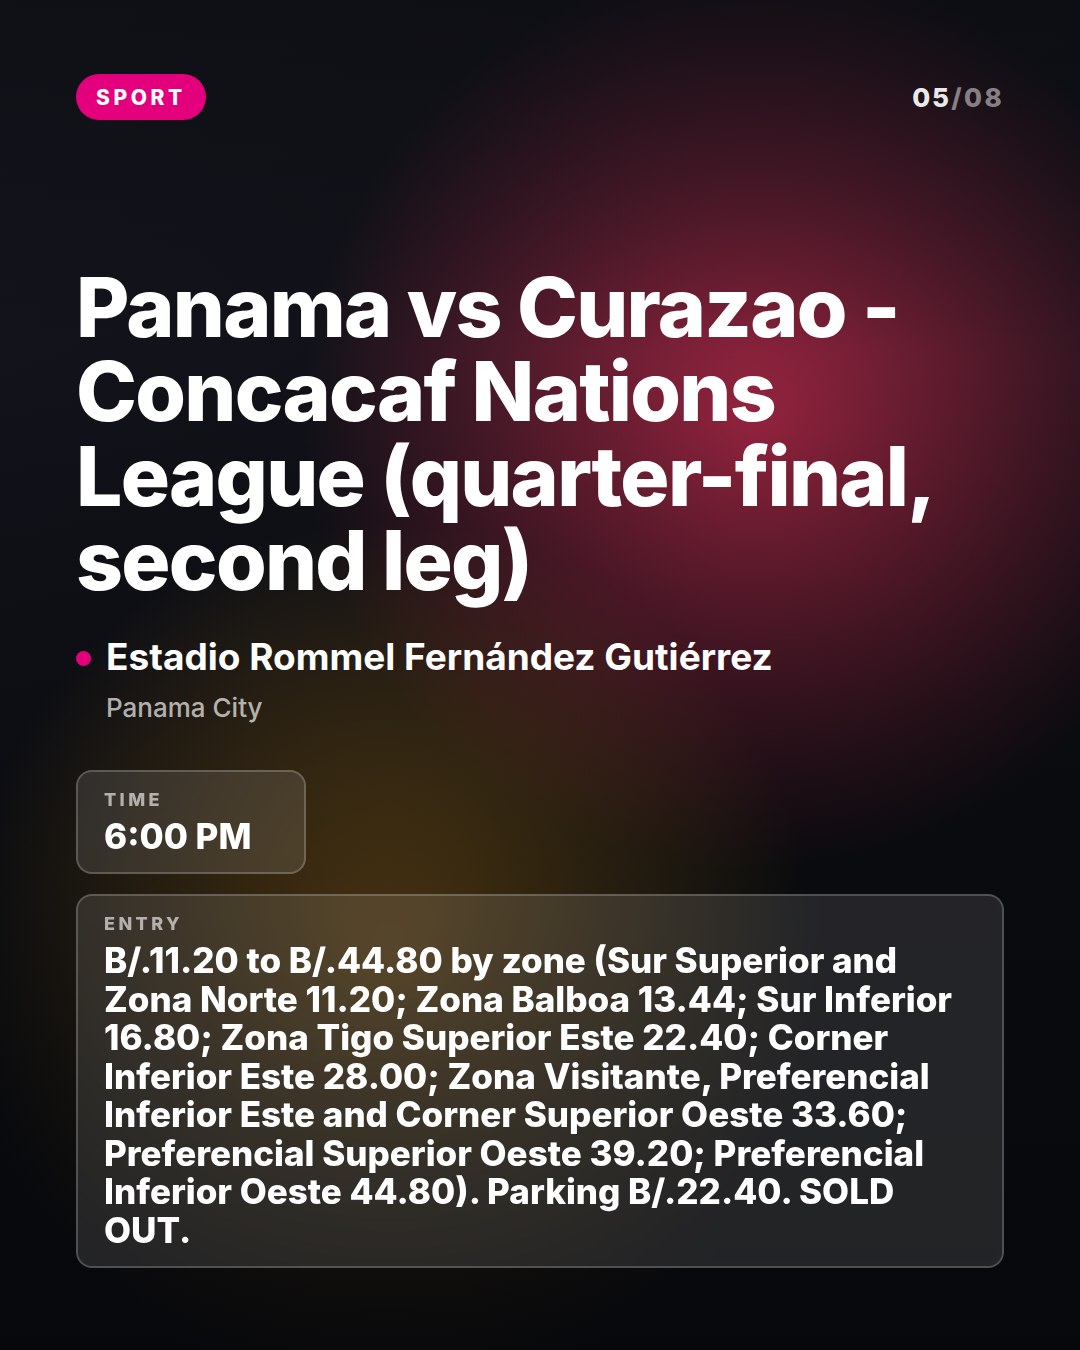 SPORT
05/08
Panama vs Curazao -
Concacaf Nations
League (quarter-final,
second leg)
Estadio Rommel Fernández Gutiérrez
Panama City
TIME
6:00 PM
ENTRY
B/.11.20 to B/.44.80 by zone (Sur Superior and
Zona Norte 11.20; Zona Balboa 13.44; Sur Inferior
16.80; Zona Tigo Superior Este 22.40; Corner
Inferior Este 28.00; Zona Visitante, Preferencial
Inferior Este and Corner Superior Oeste 33.60;
Preferencial Superior Oeste 39.20; Preferencial
Inferior Oeste 44.80). Parking B/.22.40. SOLD
OUT.